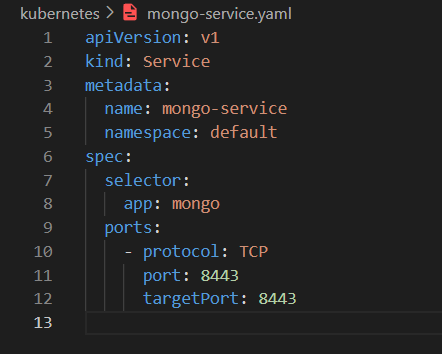 kubernetes > mongo-service.yaml
1 apiVersion: v1
2 kind: Service
3 metadata:
4   name: mongo-service
5   namespace: default
6 spec:
7   selector:
8     app: mongo
9   ports:
10     - protocol: TCP
11       port: 8443
12       targetPort: 8443
13